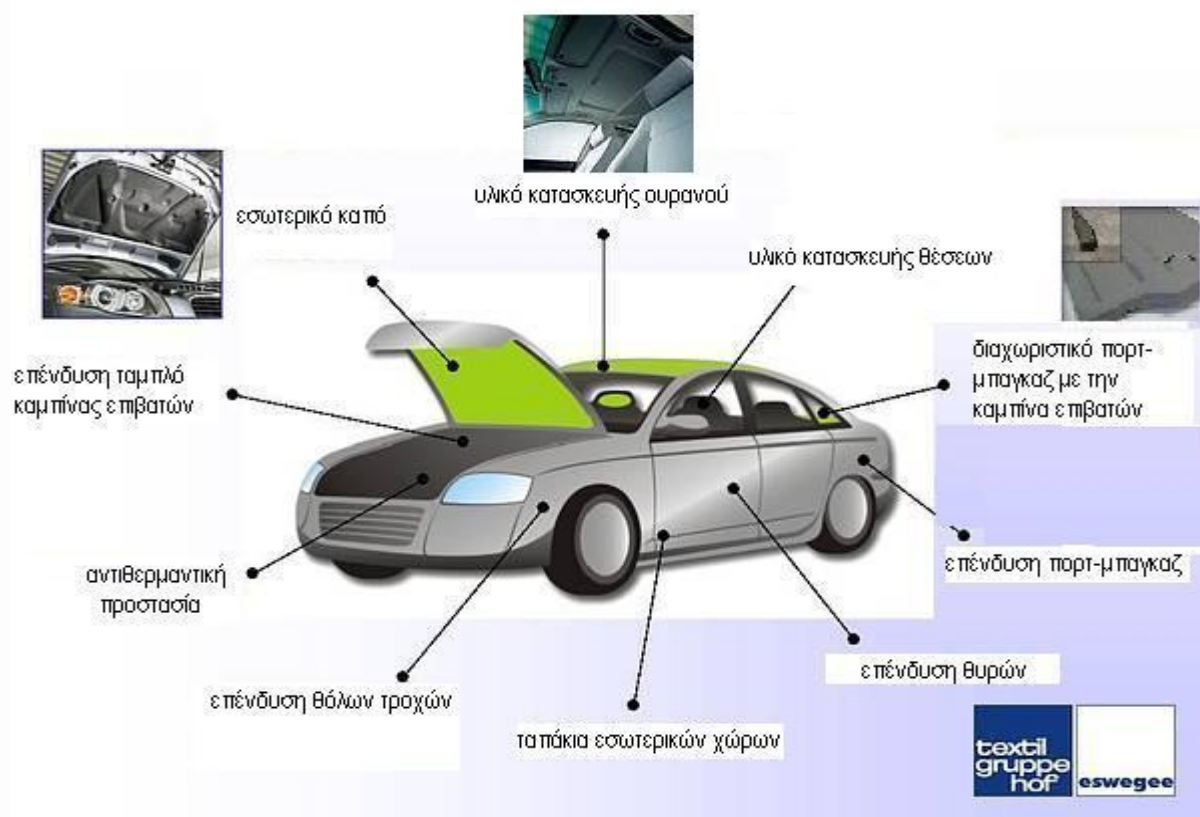 υλικό κατασκευής ουρανού
εσωτερικό καπό
υλικό κατασκευής θέσεων
διαχωριστικό πορτ-
μπαγκαζ με την
καμπίνα επιβατών
επένδυση ταμπλό
καμπίνας επιβατών
επένδυση πορτ-μπαγκαζ
αντιθερμαντική
προστασία
επένδυση θυρών
επένδυση θόλων τροχών
ταπάκια εσωτερικών χώρων
textil
gruppe
hof
eswegee